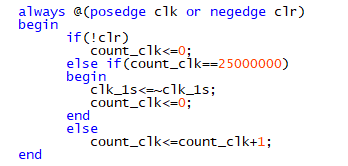 always @(posedge clk or negedge clr)
begin
if(!clr)
count_clk<=0;
else if(count_clk==25000000)
begin
clk_1s<=~clk_1s;
count_clk<=0;
end
else
count_clk<=count_clk+1;
end